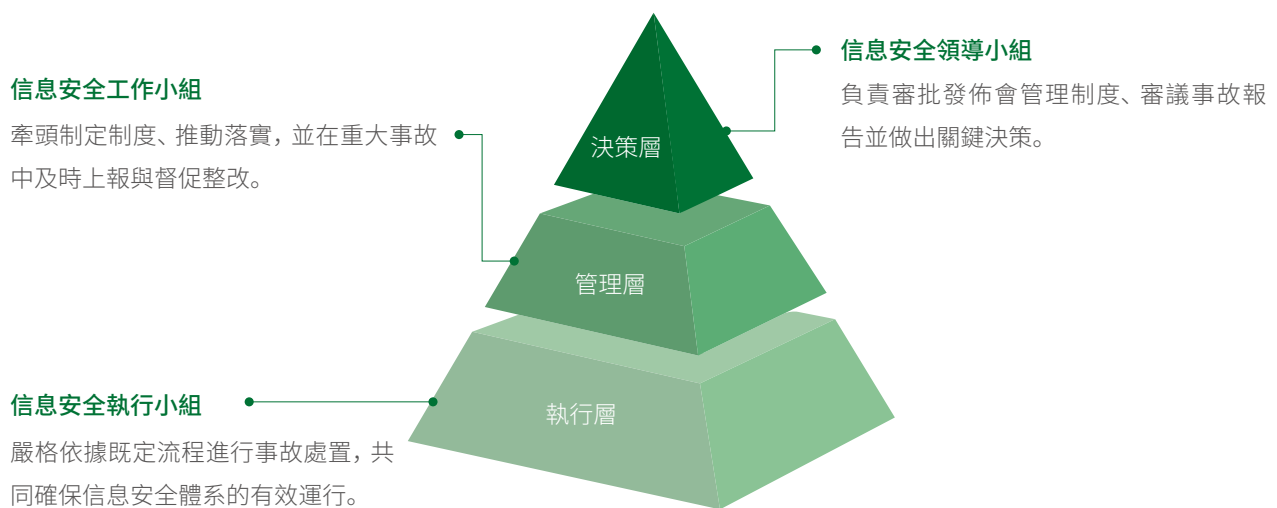 信息安全領導小組
負責審批發佈會管理制度、審議事故報
告並做出關鍵決策。
信息安全工作小組
牽頭制定制度、推動落實，並在重大事故
中及時上報與督促整改。
決策層
管理層
信息安全執行小組
嚴格依據既定流程進行事故處置，共
同確保信息安全體系的有效運行。
執行層